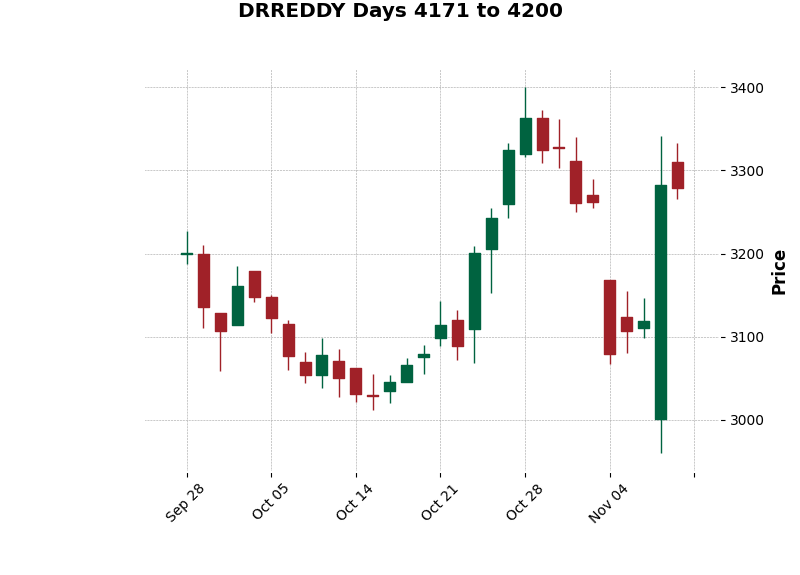 DRREDDY Days 4171 to 4200
3400
3300
3200
3100
3000
Price
Sep 28
Oct 05
Oct 14
Oct 21
Oct 28
Nov 04